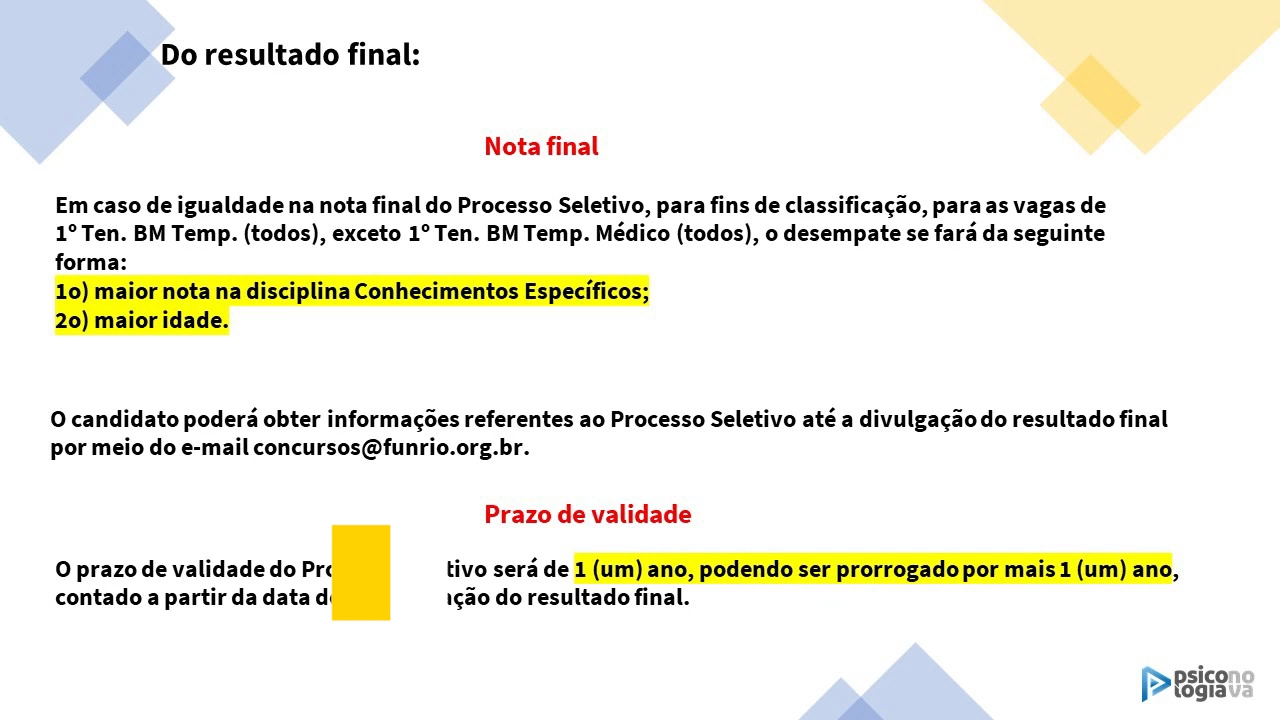 Do resultado final:
Nota final
Em caso de igualdade na nota final do Processo Seletivo, para fins de classificação, para as vagas de
1º Ten. BM Temp. (todos), exceto 1º Ten. BM Temp. Médico (todos), o desempate se fará da seguinte
forma:
1o) maior nota na disciplina Conhecimentos Específicos;
2o) maior idade.
O candidato poderá obter informações referentes ao Processo Seletivo até a divulgação do resultado final
por meio do e-mail concursos@funrio.org.br.
Prazo de validade
O prazo de validade do será de 1 (um) ano, podendo ser prorrogado por mais 1 (um) ano,
contado a partir da data do resultado final.
psicono
logiava